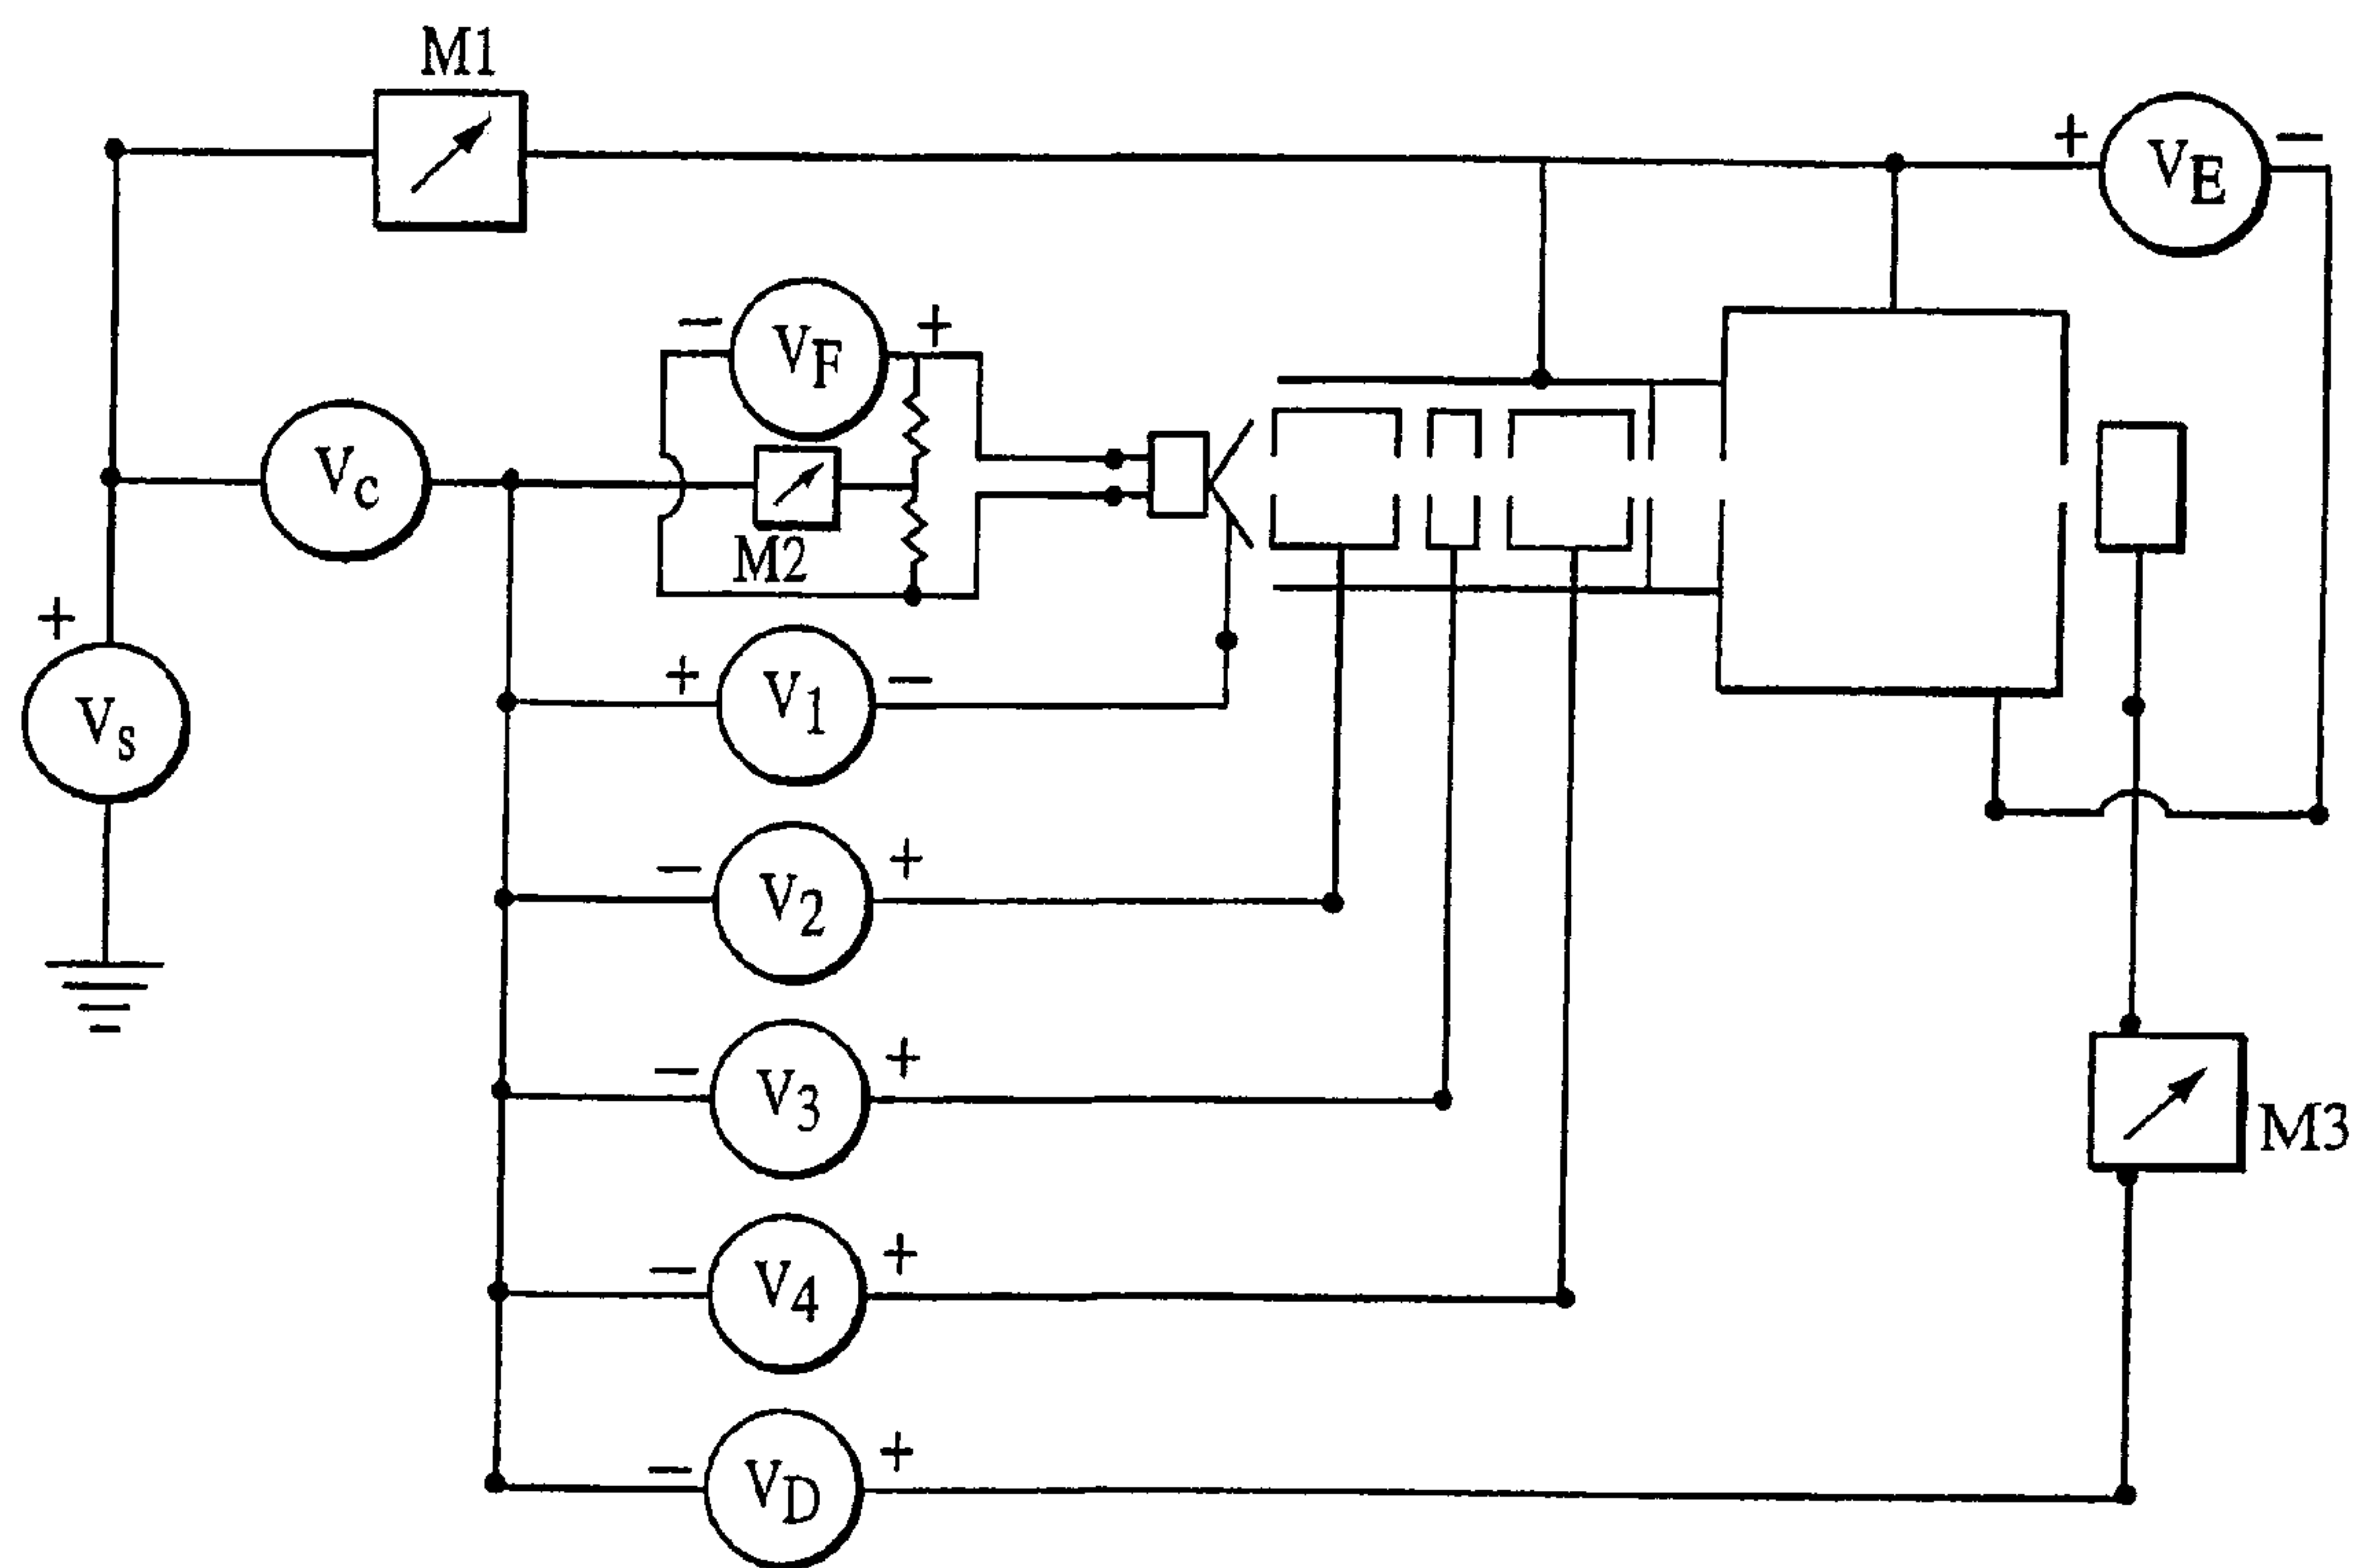 M1
+ VE −
− VF +
Vc
M2
+
Vs
+ V1 −
− V2 +
− V3 +
M3
− V4 +
− VD +